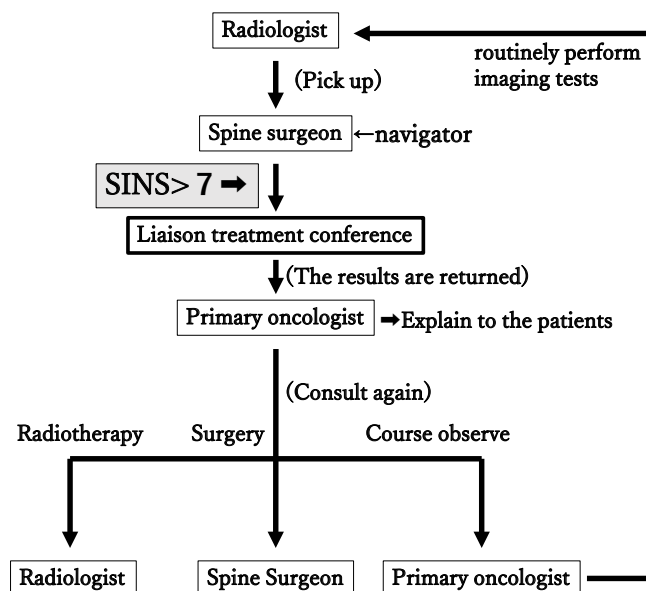 Radiologist
routinely perform
imaging tests
(Pick up)
Spine surgeon ←navigator
SINS> 7 ➡
Liaison treatment conference
(The results are returned)
Primary oncologist ➡Explain to the patients
(Consult again)
Radiotherapy Surgery Course observe
Radiologist Spine Surgeon Primary oncologist